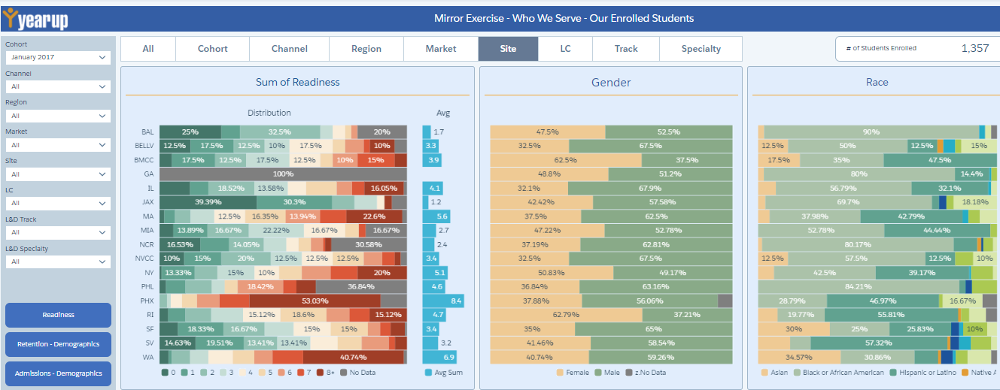 yearup
Mirror Exercise - Who We Serve - Our Enrolled Students
Cohort
January 2017
Channel
All
Region
All
Market
All
Site
All
LC
All
L&D Track
All
L&D Specialty
All
Readiness
Retention - Demographics
Admissions - Demographics
All Cohort Channel Region Market Site LC Track Specialty
# of Students Enrolled 1,357
Sum of Readiness
Distribution Avg
BAL 25% 32.5% 20% 1.7
BELLV 12.5% 17.5% 12.5% 10% 17.5% 10% 3.3
BMCC 17.5% 12.5% 17.5% 12.5% 10% 15% 3.9
GA 100%
IL 18.52% 13.58% 16.05% 4.1
JAX 39.39% 30.3% 1.2
MA 12.5% 16.35% 13.94% 22.6% 5.6
MIA 13.89% 16.67% 22.22% 16.67% 16.67% 2.7
NCR 16.53% 14.05% 30.58% 2.4
NVCC 10% 15% 20% 12.5% 12.5% 12.5% 3.4
NY 13.33% 15% 10% 20% 5.1
PHL 18.42% 36.84% 4.6
PHX 53.03% 8.4
RI 15.12% 18.6% 15.12% 4.7
SF 18.33% 16.67% 15% 15% 3.4
SV 14.63% 19.51% 13.41% 13.41% 3.2
WA 40.74% 6.9
0 1 2 3 4 5 6 7 8+ No Data Avg Sum
Gender
47.5% 52.5%
32.5% 67.5%
62.5% 37.5%
48.8% 51.2%
32.1% 67.9%
42.42% 57.58%
37.5% 62.5%
47.22% 52.78%
37.19% 62.81%
32.5% 67.5%
50.83% 49.17%
36.84% 63.16%
37.88% 56.06%
62.79% 37.21%
35% 65%
41.46% 58.54%
40.74% 59.26%
Female Male z.No Data
Race
90%
12.5% 50% 12.5% 15%
17.5% 35% 47.5%
80% 14.4%
56.79% 32.1%
69.7% 18.18%
37.98% 42.79%
52.78% 44.44%
80.17%
12.5% 57.5% 12.5% 10%
42.5% 39.17%
84.21%
28.79% 46.97% 16.67%
19.77% 55.81%
30% 25% 25.83% 10%
57.32%
34.57% 30.86%
Asian Black or African American Hispanic or Latino Native A